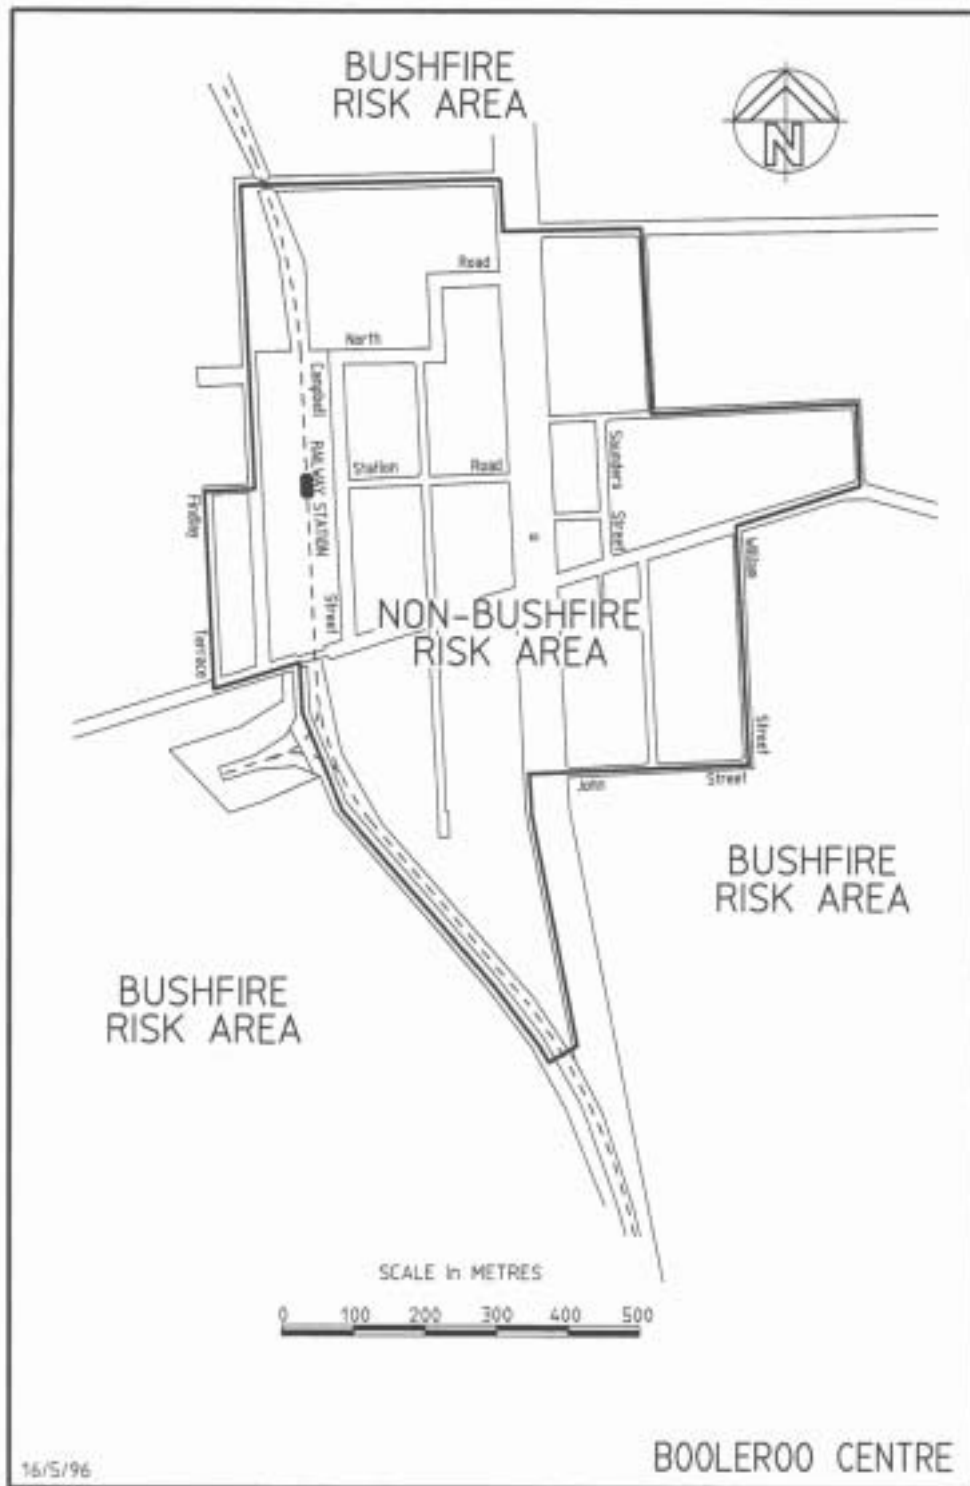 BUSHFIRE
RISK AREA
N
Road
North
Campbell
RAILWAY STATION
Street
Station Road
Saunders Street
Findlay
Terrace
NON-BUSHFIRE
RISK AREA
Street
John Street
BUSHFIRE
RISK AREA
BUSHFIRE
RISK AREA
SCALE In METRES
0 100 200 300 400 500
16/5/96
BOOLEROO CENTRE